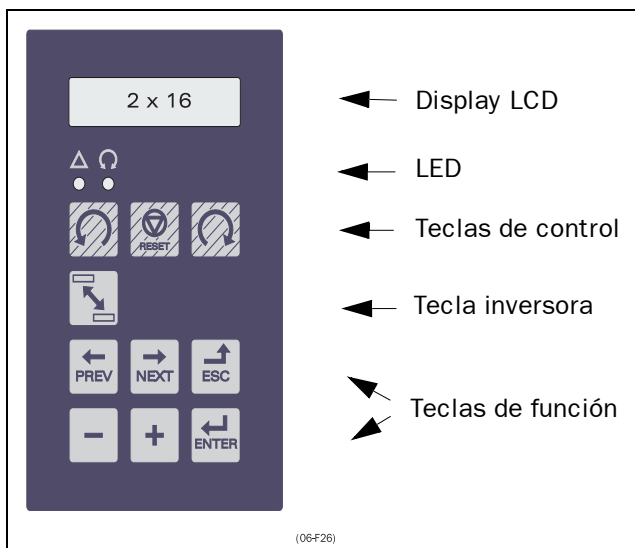 2 x 16
Display LCD
LED
Teclas de control
RESET
Tecla inversora
PREV
NEXT
ESC
Teclas de función
- + ENTER
(06-F26)